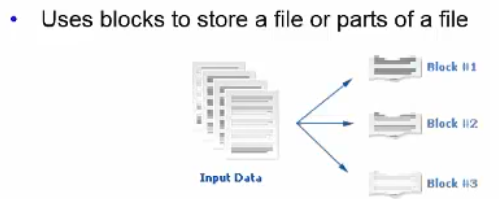 • Uses blocks to store a file or parts of a file
Block #1
Block #2
Input Data
Block #3